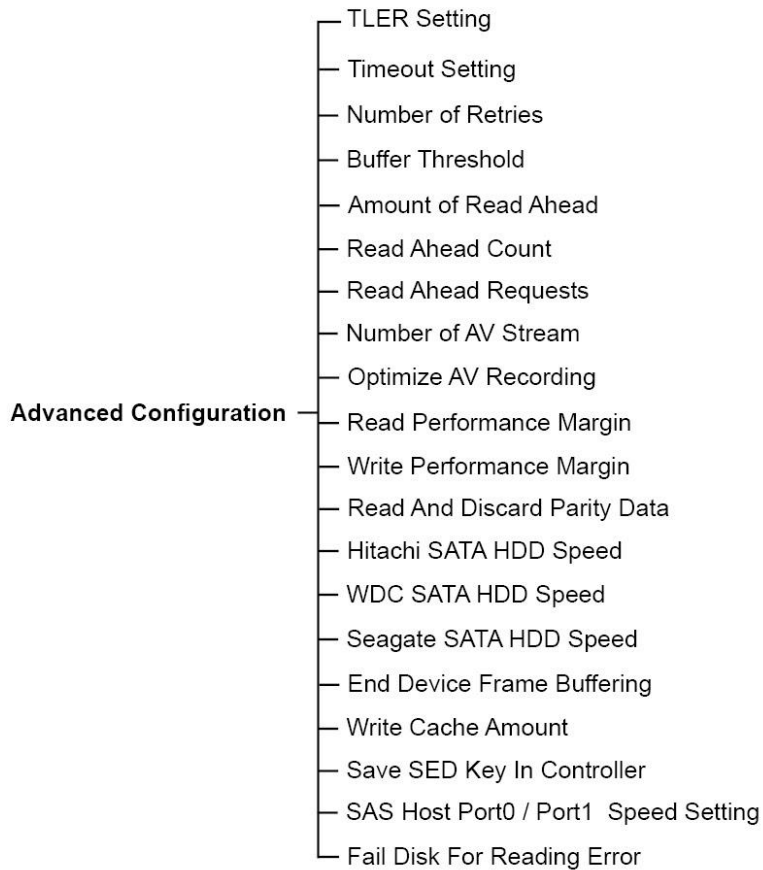 TLER Setting
Timeout Setting
Number of Retries
Buffer Threshold
Amount of Read Ahead
Read Ahead Count
Read Ahead Requests
Number of AV Stream
Optimize AV Recording
Advanced Configuration
Read Performance Margin
Write Performance Margin
Read And Discard Parity Data
Hitachi SATA HDD Speed
WDC SATA HDD Speed
Seagate SATA HDD Speed
End Device Frame Buffering
Write Cache Amount
Save SED Key In Controller
SAS Host Port0 / Port1 Speed Setting
Fail Disk For Reading Error